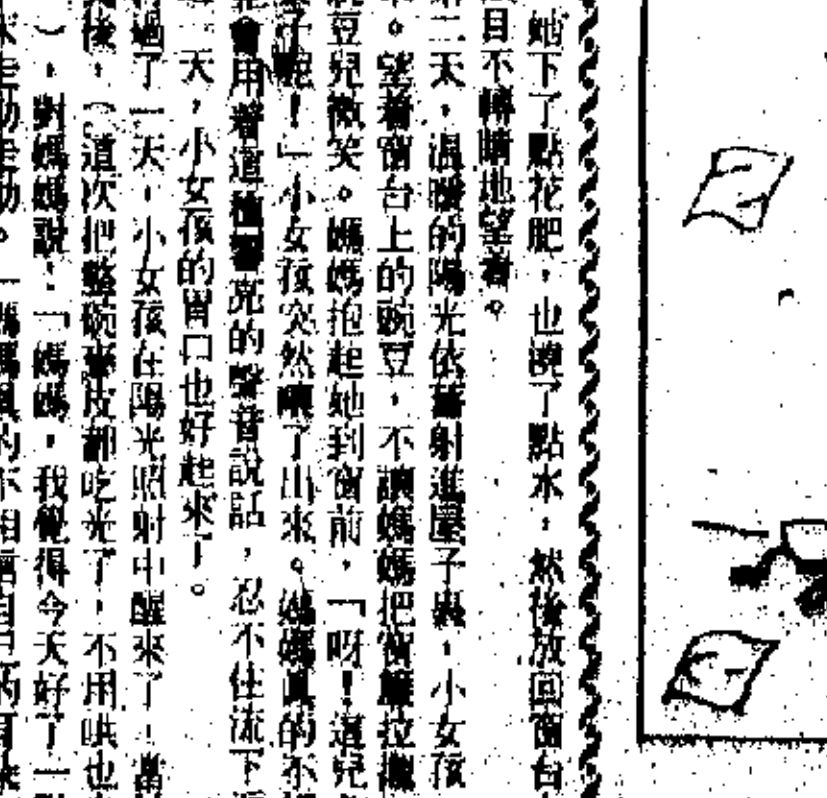 她下了點花肥，也澆了點水，然後放回窗台
目不轉睛地望着。
二天，溫暖的陽光依舊射進屋子裏，小女孩
。望着窗台上的豌豆，不讓媽媽把窗簾拉攏
豆兒微笑。媽媽抱起她到窗前，「呀！這兒
子呢！」小女孩突然嚷了出來。媽媽真的不
會用着這種響亮的聲音說話，忍不住流下
天，小女孩的胃口也好起來了。
過了一天，小女孩在陽光照射中醒來了！當
後，（這次把整碗麥皮都吃光了，不用哄也
），對媽媽說：「媽媽，我覺得今天好了一點
走動走動。」媽媽真的不相信自己的耳朵